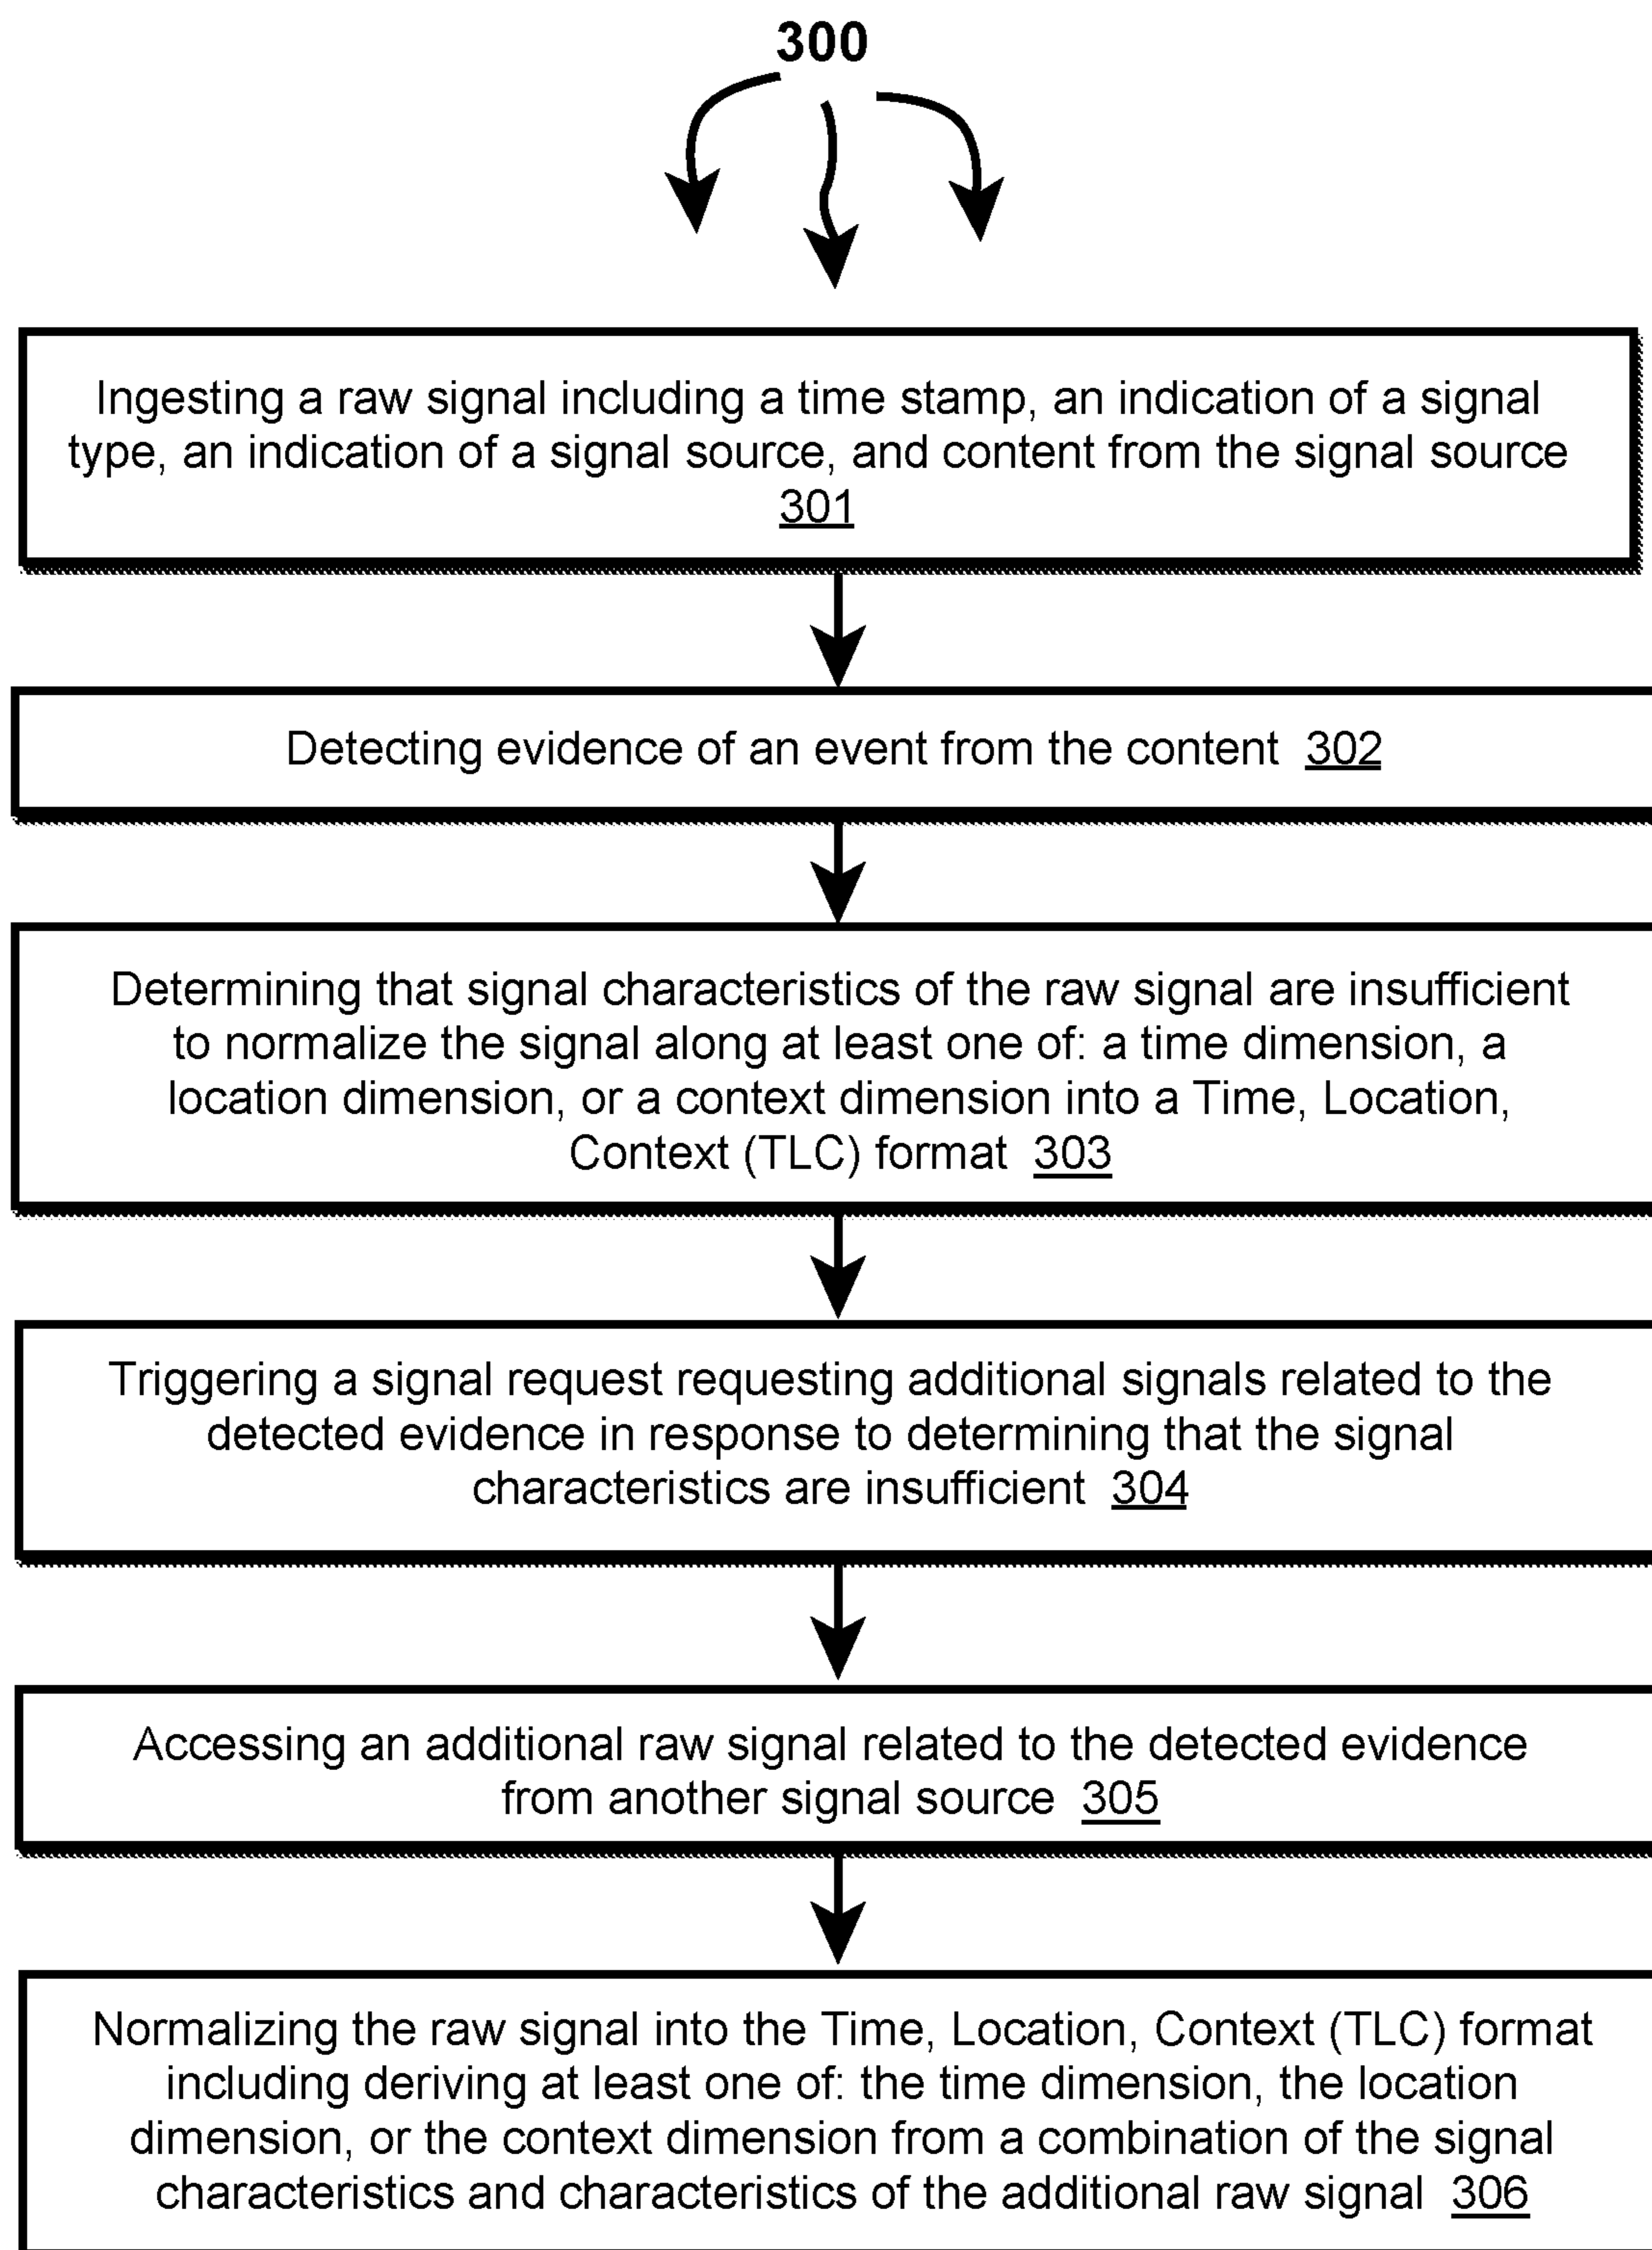 300
Ingesting a raw signal including a time stamp, an indication of a signal
type, an indication of a signal source, and content from the signal source
301
Detecting evidence of an event from the content 302
Determining that signal characteristics of the raw signal are insufficient
to normalize the signal along at least one of: a time dimension, a
location dimension, or a context dimension into a Time, Location,
Context (TLC) format 303
Triggering a signal request requesting additional signals related to the
detected evidence in response to determining that the signal
characteristics are insufficient 304
Accessing an additional raw signal related to the detected evidence
from another signal source 305
Normalizing the raw signal into the Time, Location, Context (TLC) format
including deriving at least one of: the time dimension, the location
dimension, or the context dimension from a combination of the signal
characteristics and characteristics of the additional raw signal 306